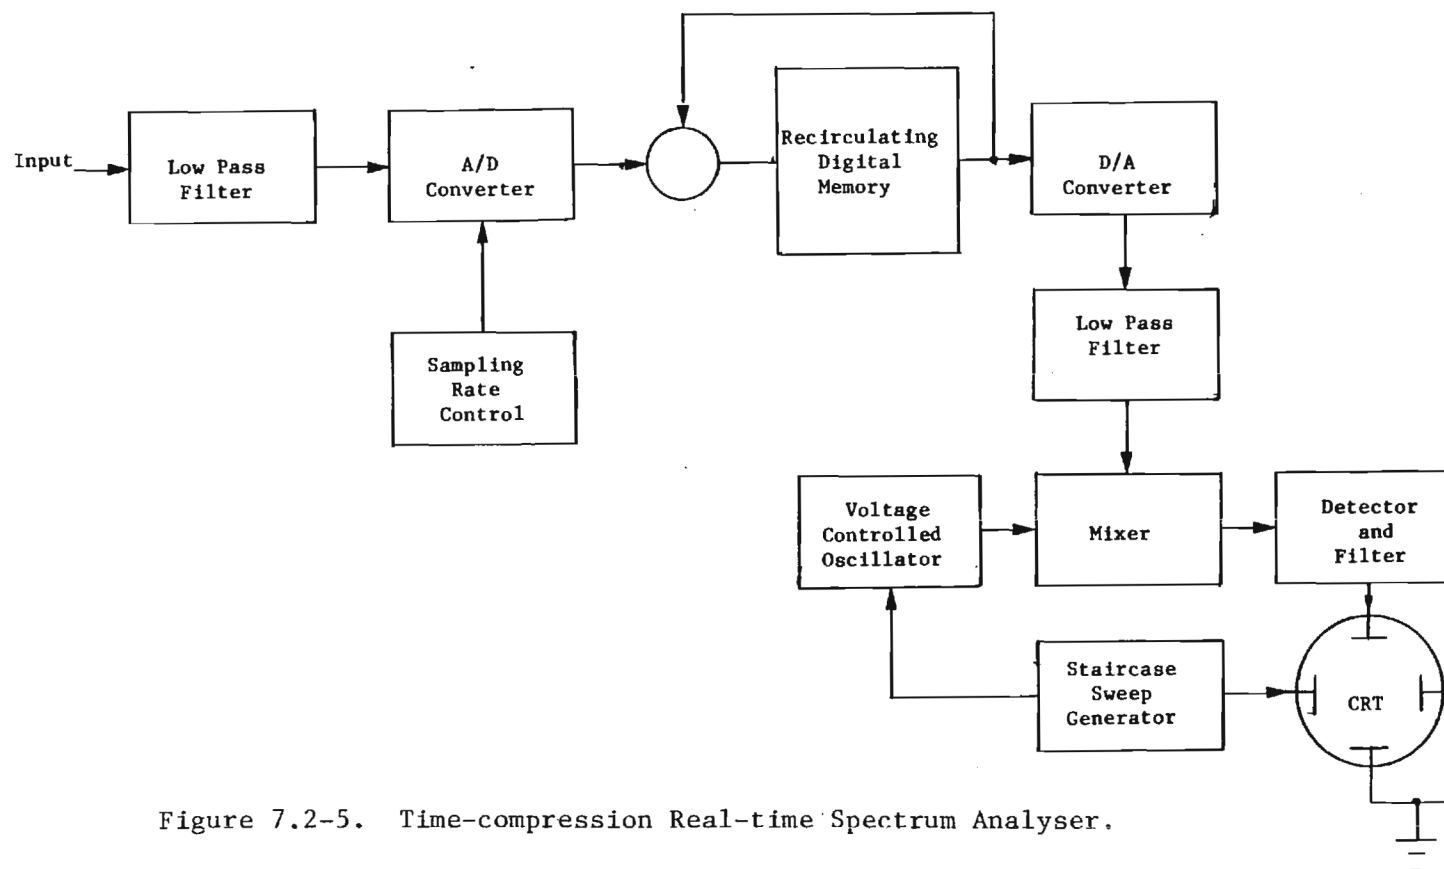 Input
Low Pass
Filter
A/D
Converter
Recirculating
Digital
Memory
D/A
Converter
Sampling
Rate
Control
Low Pass
Filter
Voltage
Controlled
Oscillator
Mixer
Detector
and
Filter
Staircase
Sweep
Generator
CRT
Figure 7.2-5. Time-compression Real-time Spectrum Analyser.